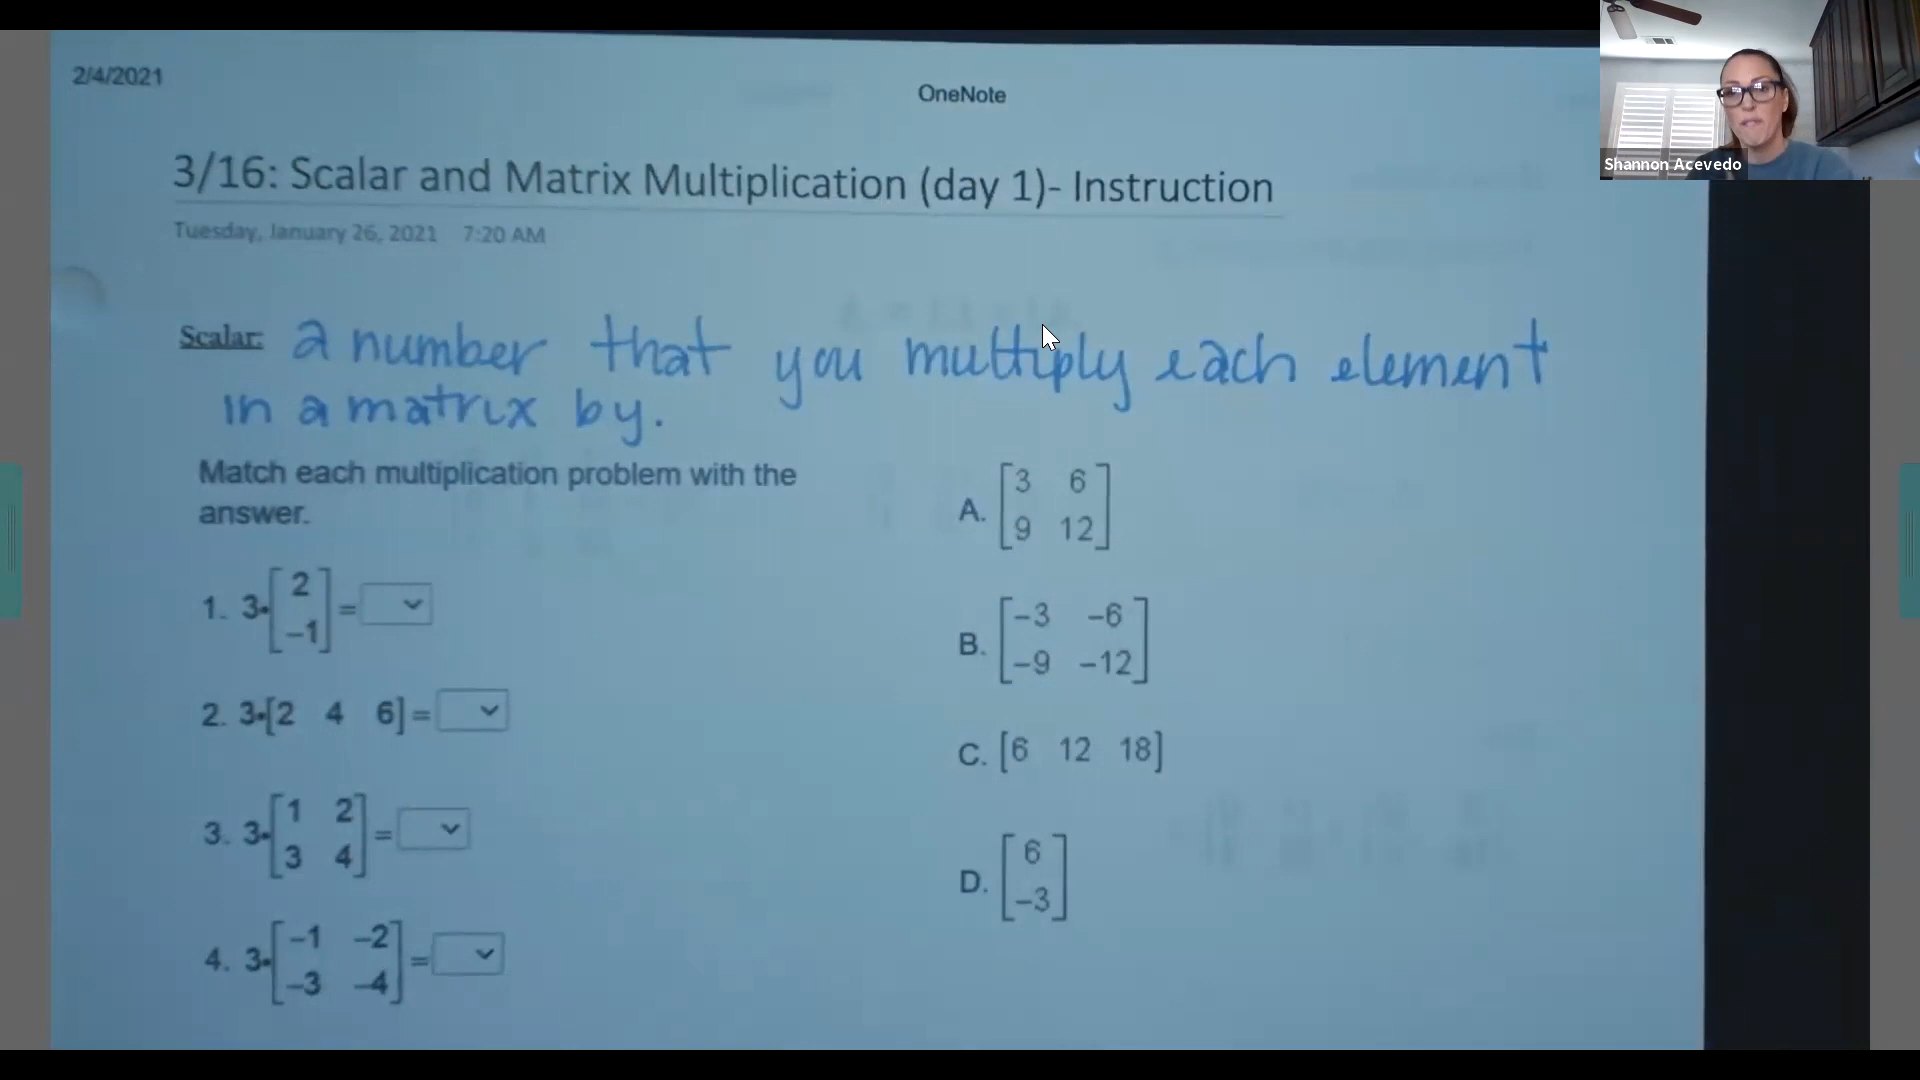 2/4/2021
OneNote
3/16: Scalar and Matrix Multiplication (day 1)- Instruction
Tuesday, January 26, 2021 7:20 AM
Scalar: a number that you multiply each element
in a matrix by.
Match each multiplication problem with the
answer.
1. 3•[2
−1] =
2. 3•[2 4 6] =
3. 3•[1 2
3 4] =
4. 3•[−1 −2
−3 −4] =
A. [3 6
9 12]
B. [−3 −6
−9 −12]
C. [6 12 18]
D. [6
−3]
Shannon Acevedo